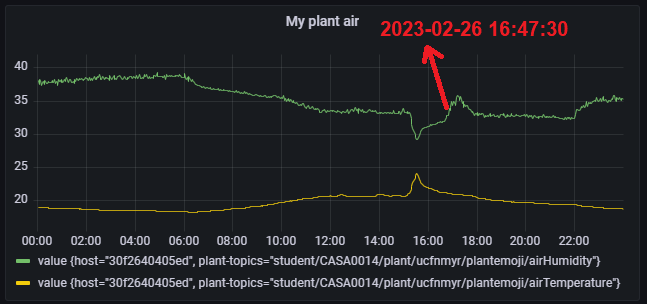 My plant air
2023-02-26 16:47:30
40
35
30
25
20
00:00 02:00 04:00 06:00 08:00 10:00 12:00 14:00 16:00 18:00 20:00 22:00
value {host="30f2640405ed", plant-topics="student/CASA0014/plant/ucfnmyr/plantemoji/airHumidity"}
value {host="30f2640405ed", plant-topics="student/CASA0014/plant/ucfnmyr/plantemoji/airTemperature"}